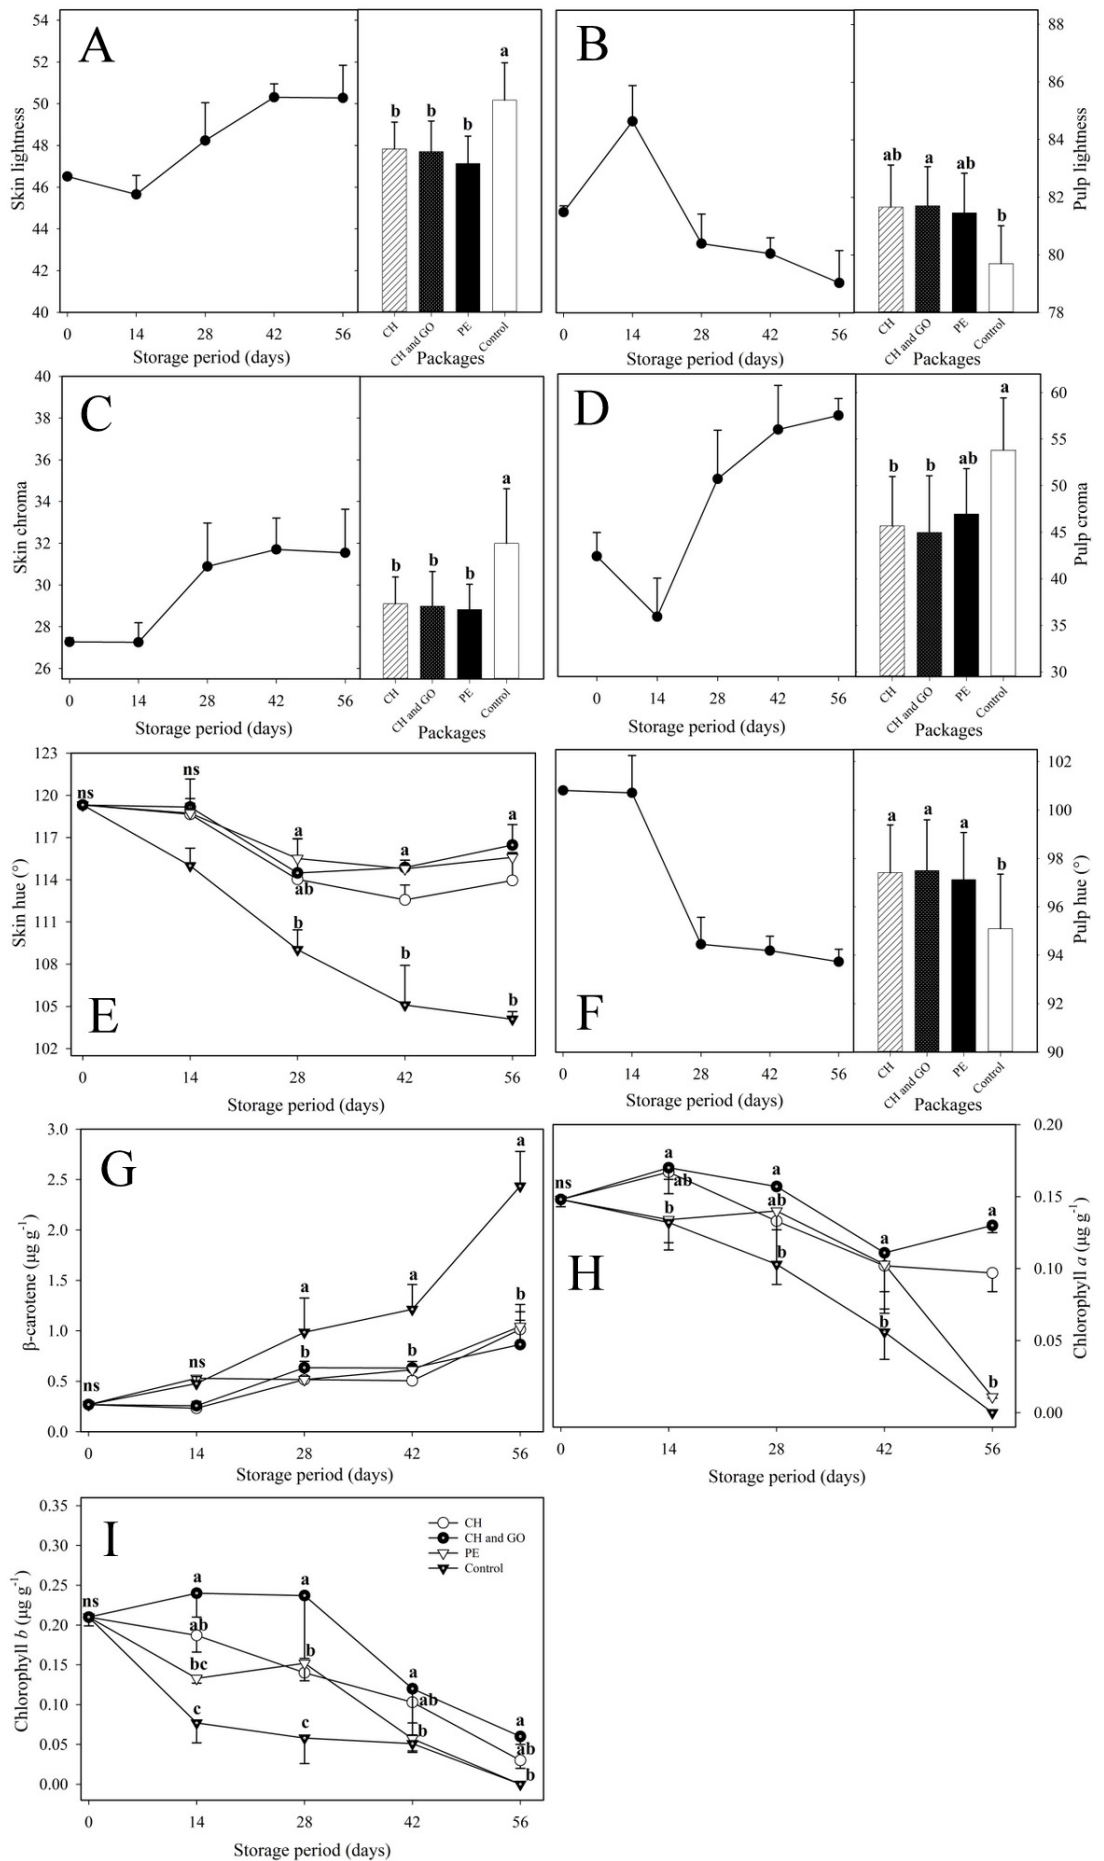 A
54
52
50
48
46
44
42
40
Skin lightness
b
b
b
a
0 14 28 42 56
Storage period (days)
CH
CH and GO
PE
Control
Packages
B
88
86
84
82
80
78
Pulp lightness
ab
a
ab
b
0 14 28 42 56
Storage period (days)
CH
CH and GO
PE
Control
Packages
C
40
38
36
34
32
30
28
26
Skin chroma
b
b
b
a
0 14 28 42 56
Storage period (days)
CH
CH and GO
PE
Control
Packages
D
60
55
50
45
40
35
30
Pulp croma
b
b
ab
a
0 14 28 42 56
Storage period (days)
CH
CH and GO
PE
Control
Packages
E
123
120
117
114
111
108
105
102
Skin hue (°)
ns
ns
a
ab
b
a
b
a
b
0 14 28 42 56
Storage period (days)
F
102
100
98
96
94
92
90
Pulp hue (°)
a
a
a
b
0 14 28 42 56
Storage period (days)
CH
CH and GO
PE
Control
Packages
G
3.0
2.5
2.0
1.5
1.0
0.5
0.0
β-carotene (µg g⁻¹)
ns
ns
a
b
a
b
a
b
0 14 28 42 56
Storage period (days)
H
0.20
0.15
0.10
0.05
0.00
Chlorophyll a (µg g⁻¹)
ns
a
ab
b
a
ab
b
a
b
a
b
0 14 28 42 56
Storage period (days)
I
0.35
0.30
0.25
0.20
0.15
0.10
0.05
0.00
Chlorophyll b (µg g⁻¹)
CH
CH and GO
PE
Control
ns
a
ab
bc
c
a
b
c
a
ab
b
a
ab
b
0 14 28 42 56
Storage period (days)